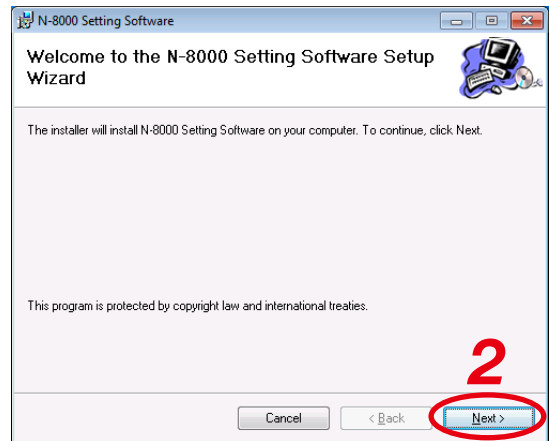 N-8000 Setting Software
Welcome to the N-8000 Setting Software Setup
Wizard
The installer will install N-8000 Setting Software on your computer. To continue, click Next.
This program is protected by copyright law and international treaties.
2
Cancel
< Back
Next >